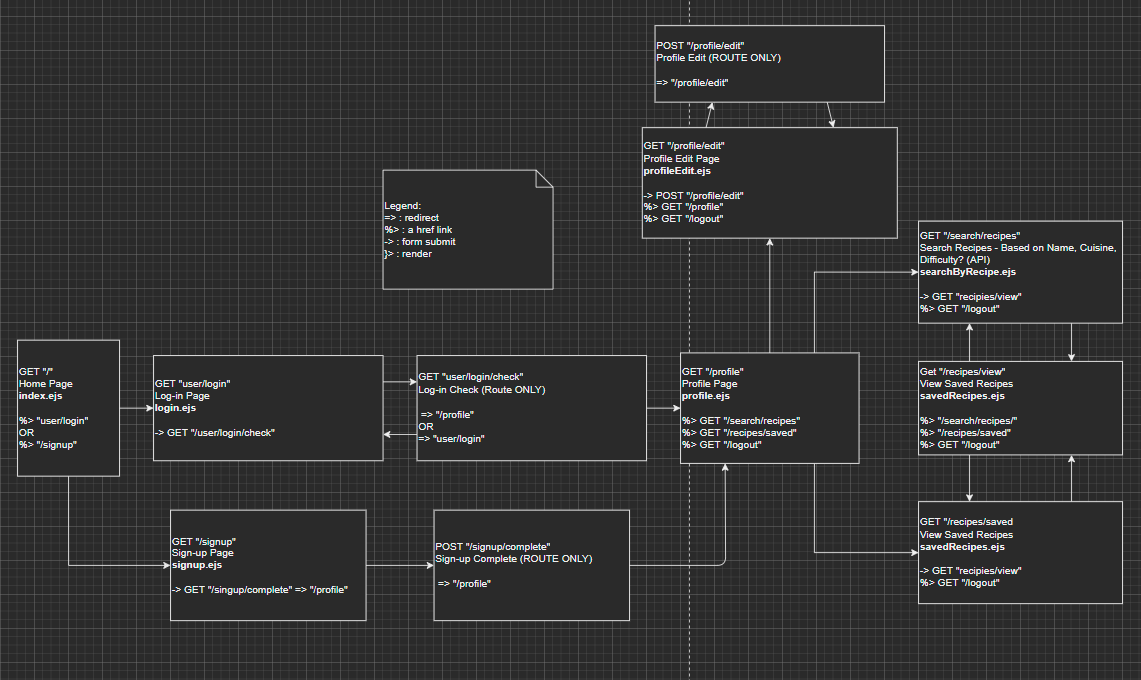 POST "/profile/edit"
Profile Edit (ROUTE ONLY)
=> "/profile/edit"
GET "/profile/edit"
Profile Edit Page
profileEdit.ejs
-> POST "/profile/edit"
%> GET "/profile"
%> GET "/logout"
Legend:
=> : redirect
%> : a href link
-> : form submit
}> : render
GET "/search/recipes"
Search Recipes - Based on Name, Cuisine,
Difficulty? (API)
searchByRecipe.ejs
-> GET "recipies/view"
%> GET "/logout"
GET "/"
Home Page
index.ejs
%> "user/login"
OR
%> "/signup"
GET "user/login"
Log-in Page
login.ejs
-> GET "/user/login/check"
GET "user/login/check"
Log-in Check (Route ONLY)
=> "/profile"
OR
=> "user/login"
GET "/profile"
Profile Page
profile.ejs
%> GET "/search/recipes"
%> GET "/recipes/saved"
%> GET "/logout"
Get "/recipes/view"
View Saved Recipes
savedRecipes.ejs
%> "/search/recipes/"
%> "/recipes/saved"
%> GET "/logout"
GET "/signup"
Sign-up Page
signup.ejs
-> GET "/singup/complete" => "/profile"
POST "/signup/complete"
Sign-up Complete (ROUTE ONLY)
=> "/profile"
GET "/recipes/saved
View Saved Recipes
savedRecipes.ejs
-> GET "recipies/view"
%> GET "/logout"